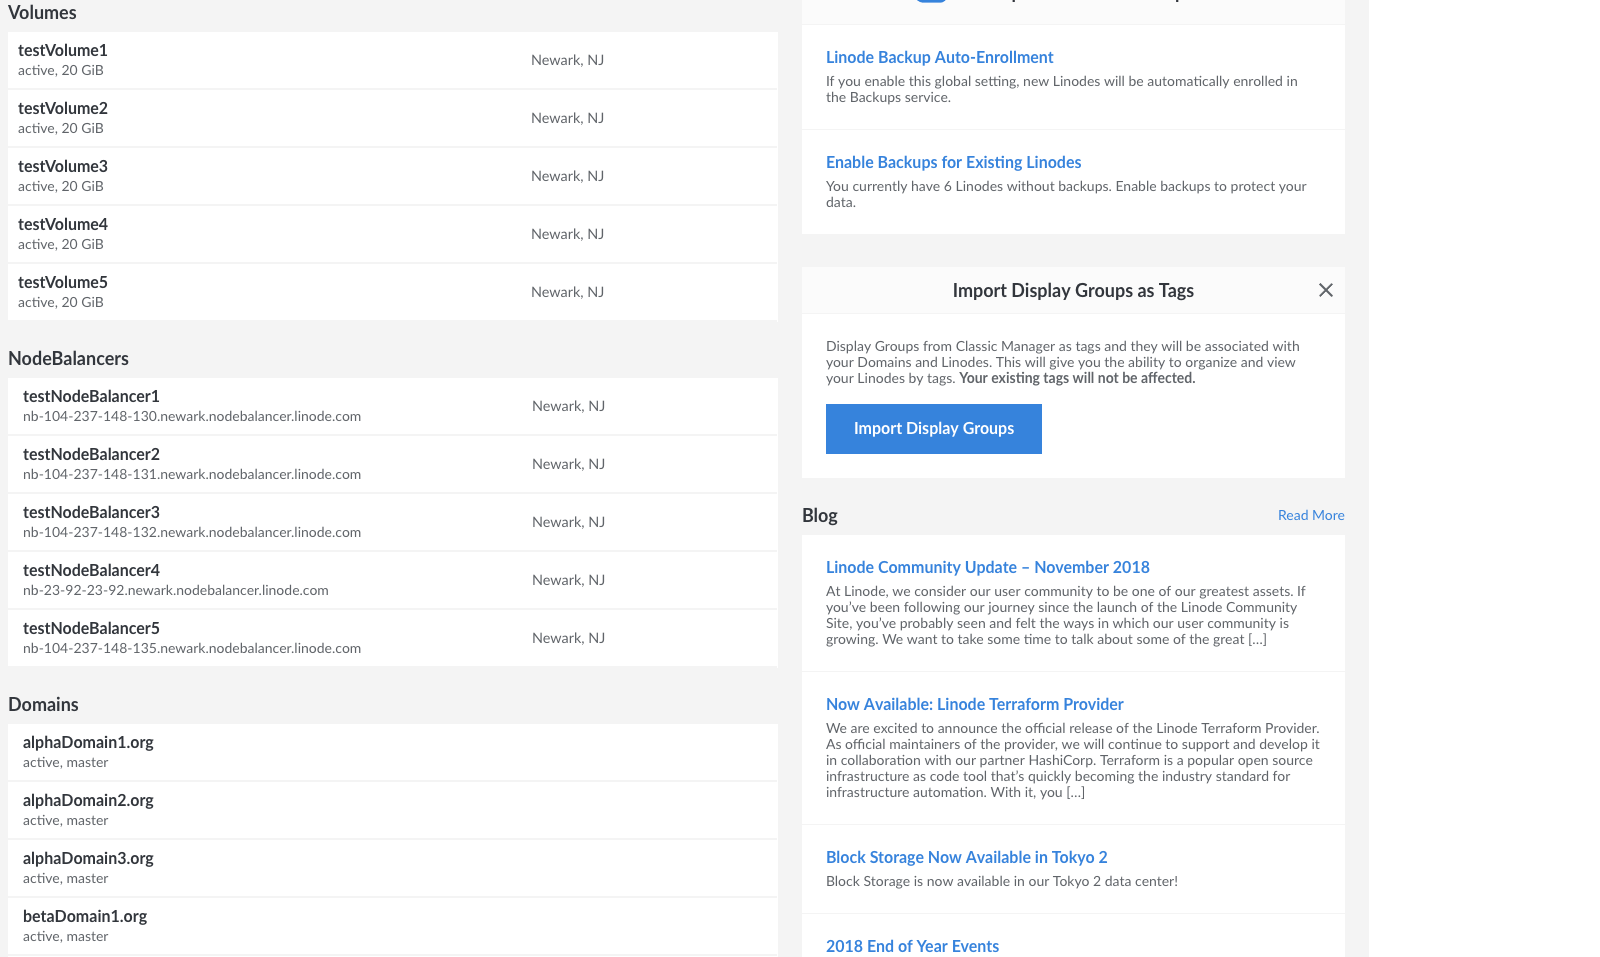 Volumes
testVolume1
active, 20 GiB
Newark, NJ
testVolume2
active, 20 GiB
Newark, NJ
testVolume3
active, 20 GiB
Newark, NJ
testVolume4
active, 20 GiB
Newark, NJ
testVolume5
active, 20 GiB
Newark, NJ
NodeBalancers
testNodeBalancer1
nb-104-237-148-130.newark.nodebalancer.linode.com
Newark, NJ
testNodeBalancer2
nb-104-237-148-131.newark.nodebalancer.linode.com
Newark, NJ
testNodeBalancer3
nb-104-237-148-132.newark.nodebalancer.linode.com
Newark, NJ
testNodeBalancer4
nb-23-92-23-92.newark.nodebalancer.linode.com
Newark, NJ
testNodeBalancer5
nb-104-237-148-135.newark.nodebalancer.linode.com
Newark, NJ
Domains
alphaDomain1.org
active, master
alphaDomain2.org
active, master
alphaDomain3.org
active, master
betaDomain1.org
active, master
Linode Backup Auto-Enrollment
If you enable this global setting, new Linodes will be automatically enrolled in
the Backups service.
Enable Backups for Existing Linodes
You currently have 6 Linodes without backups. Enable backups to protect your
data.
Import Display Groups as Tags
Display Groups from Classic Manager as tags and they will be associated with
your Domains and Linodes. This will give you the ability to organize and view
your Linodes by tags. Your existing tags will not be affected.
Import Display Groups
Blog
Read More
Linode Community Update – November 2018
At Linode, we consider our user community to be one of our greatest assets. If
you’ve been following our journey since the launch of the Linode Community
Site, you’ve probably seen and felt the ways in which our user community is
growing. We want to take some time to talk about some of the great [...]
Now Available: Linode Terraform Provider
We are excited to announce the official release of the Linode Terraform Provider.
As official maintainers of the provider, we will continue to support and develop it
in collaboration with our partner HashiCorp. Terraform is a popular open source
infrastructure as code tool that’s quickly becoming the industry standard for
infrastructure automation. With it, you [...]
Block Storage Now Available in Tokyo 2
Block Storage is now available in our Tokyo 2 data center!
2018 End of Year Events